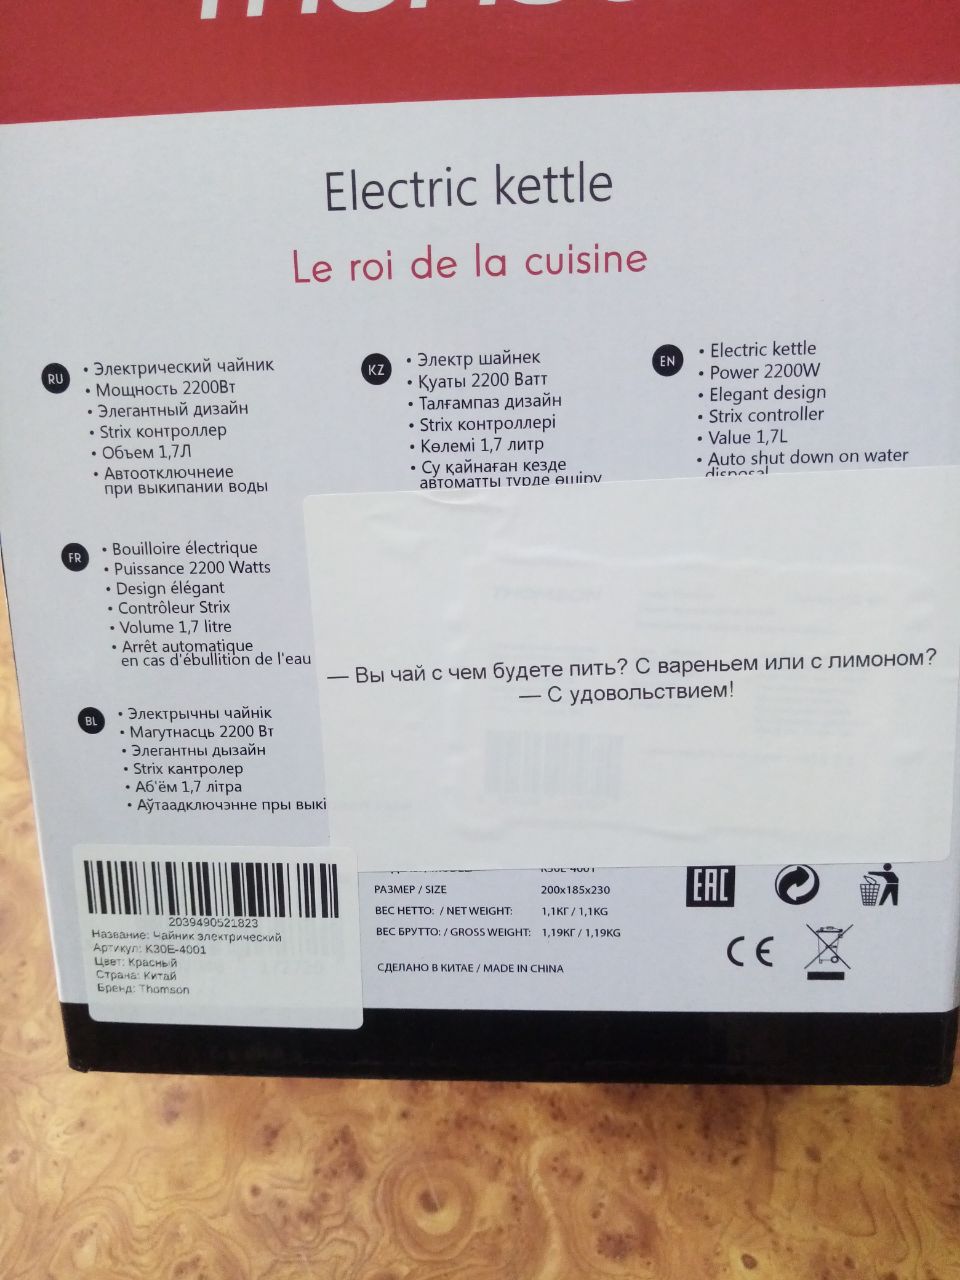 Electric kettle
Le roi de la cuisine
RU
• Электрический чайник
• Мощность 2200Вт
• Элегантный дизайн
• Strix контроллер
• Объем 1,7Л
• Автоотключнеие
при выкипании воды
KZ
• Электр шайнек
• Қуаты 2200 Ватт
• Талғампаз дизайн
• Strix контроллері
• Көлемі 1,7 литр
• Су қайнаған кезде
автоматты түрде өшіру
EN
• Electric kettle
• Power 2200W
• Elegant design
• Strix controller
• Value 1,7L
• Auto shut down on water
disposal
FR
• Bouilloire électrique
• Puissance 2200 Watts
• Design élégant
• Contrôleur Strix
• Volume 1,7 litre
• Arrêt automatique
en cas d'ébullition de l'eau
— Вы чай с чем будете пить? С вареньем или с лимоном?
— С удовольствием!
BL
• Электрычны чайнік
• Магутнасць 2200 Вт
• Элегантны дызайн
• Strix кантролер
• Аб'ём 1,7 літра
• Аўтаадключэнне пры выкі
2039490521823
Название: Чайник электрический
Артикул: K30E-4001
Цвет: Красный
Страна: Китай
Бренд: Thomson
K30E-4001
РАЗМЕР / SIZE 200x185x230
ВЕС НЕТТО: / NET WEIGHT: 1,1КГ / 1,1KG
ВЕС БРУТТО: / GROSS WEIGHT: 1,19КГ / 1,19KG
СДЕЛАНО В КИТАЕ / MADE IN CHINA
EAC
CE